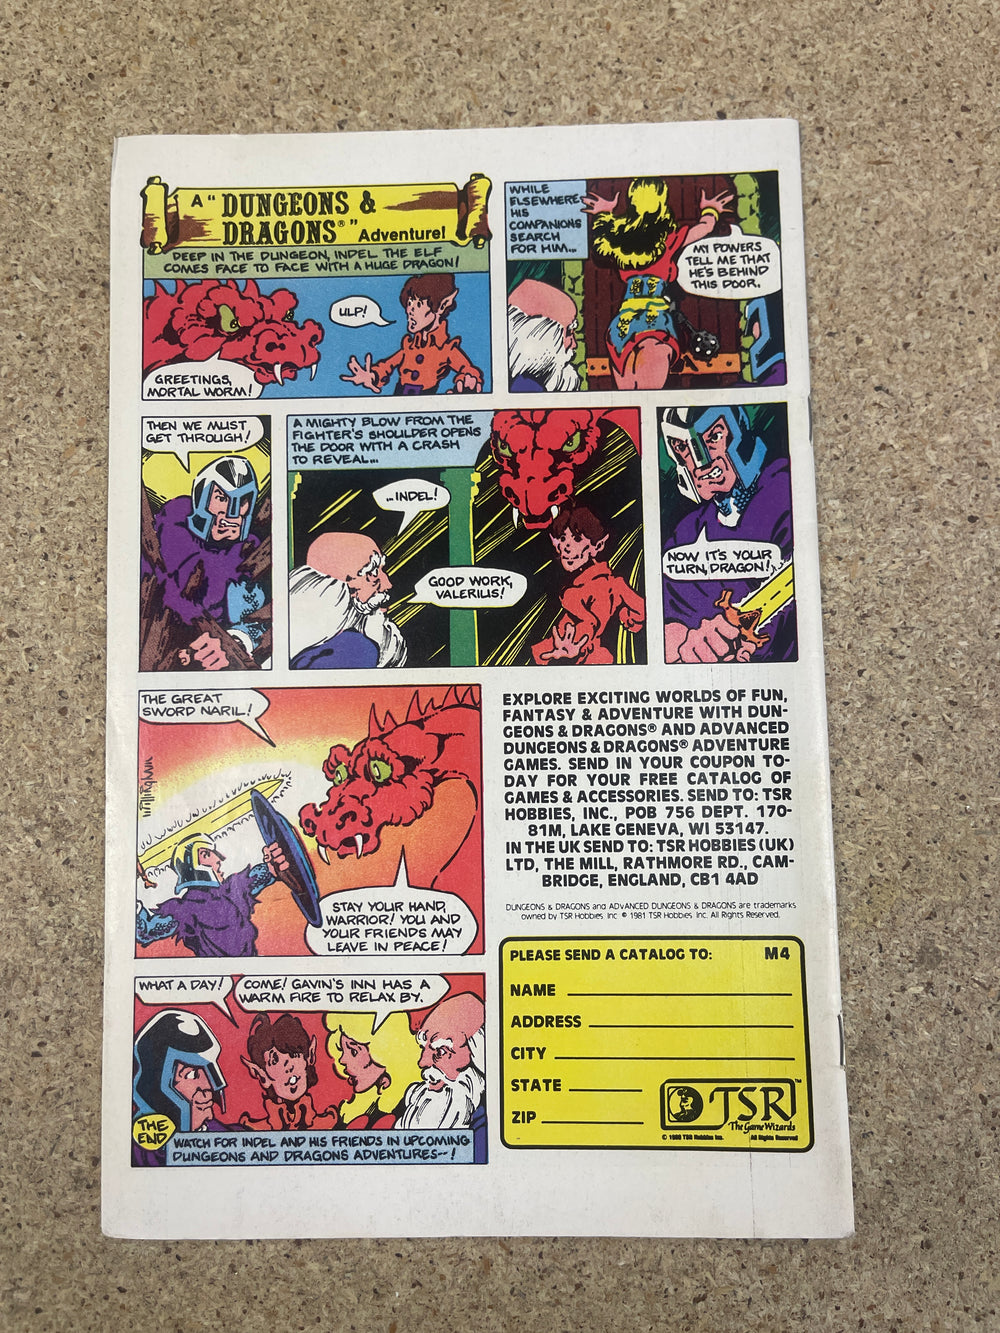 A "DUNGEONS &
DRAGONS®" Adventure!
DEEP IN THE DUNGEON, INDEL THE ELF
COMES FACE TO FACE WITH A HUGE DRAGON!
ULP!
GREETINGS,
MORTAL WORM!
WHILE
ELSEWHERE,
HIS
COMPANIONS
SEARCH
FOR HIM...
MY POWERS
TELL ME THAT
HE'S BEHIND
THIS DOOR.
THEN WE MUST
GET THROUGH!
A MIGHTY BLOW FROM THE
FIGHTER'S SHOULDER OPENS
THE DOOR WITH A CRASH
TO REVEAL...
...INDEL!
GOOD WORK,
VALERIUS!
NOW IT'S YOUR
TURN, DRAGON!
THE GREAT
SWORD NARIL!
STAY YOUR HAND,
WARRIOR! YOU AND
YOUR FRIENDS MAY
LEAVE IN PEACE!
WHAT A DAY!
COME! GAVIN'S INN HAS A
WARM FIRE TO RELAX BY.
THE
END
WATCH FOR INDEL AND HIS FRIENDS IN UPCOMING
DUNGEONS AND DRAGONS ADVENTURES--!
EXPLORE EXCITING WORLDS OF FUN,
FANTASY & ADVENTURE WITH DUN-
GEONS & DRAGONS® AND ADVANCED
DUNGEONS & DRAGONS® ADVENTURE
GAMES. SEND IN YOUR COUPON TO-
DAY FOR YOUR FREE CATALOG OF
GAMES & ACCESSORIES. SEND TO: TSR
HOBBIES, INC., POB 756 DEPT. 170-
81M, LAKE GENEVA, WI 53147.
IN THE UK SEND TO: TSR HOBBIES (UK)
LTD, THE MILL, RATHMORE RD., CAM-
BRIDGE, ENGLAND, CB1 4AD
DUNGEONS & DRAGONS and ADVANCED DUNGEONS & DRAGONS are trademarks
owned by TSR Hobbies Inc © 1981 TSR Hobbies Inc. All Rights Reserved.
PLEASE SEND A CATALOG TO: M4
NAME
ADDRESS
CITY
STATE
ZIP
TSR™
The Game Wizards
© 1980 TSR Hobbies Inc. All Rights Reserved